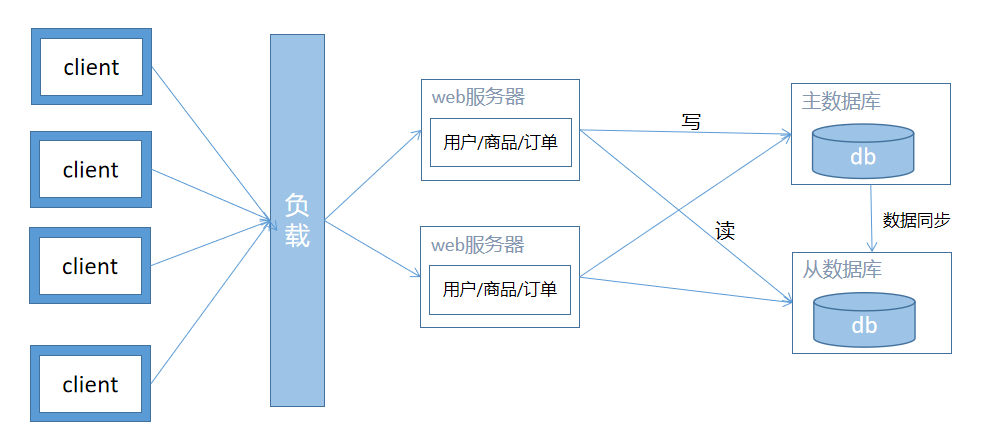 client
client
client
client
负
载
web服务器
用户/商品/订单
web服务器
用户/商品/订单
写
读
主数据库
db
数据同步
从数据库
db